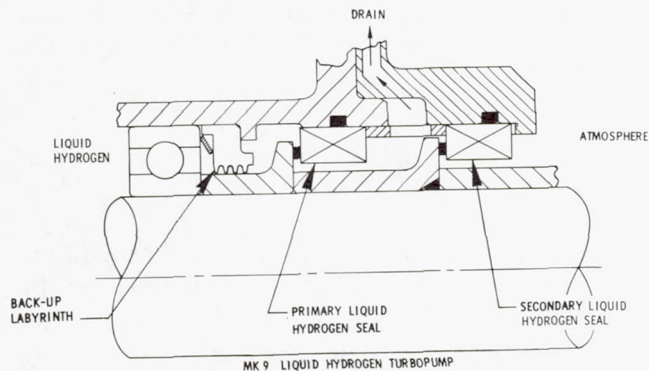 DRAIN
LIQUID
HYDROGEN
ATMOSPHERE
BACK-UP
LABYRINTH
PRIMARY LIQUID
HYDROGEN SEAL
SECONDARY LIQUID
HYDROGEN SEAL
MK 9 LIQUID HYDROGEN TURBOPUMP